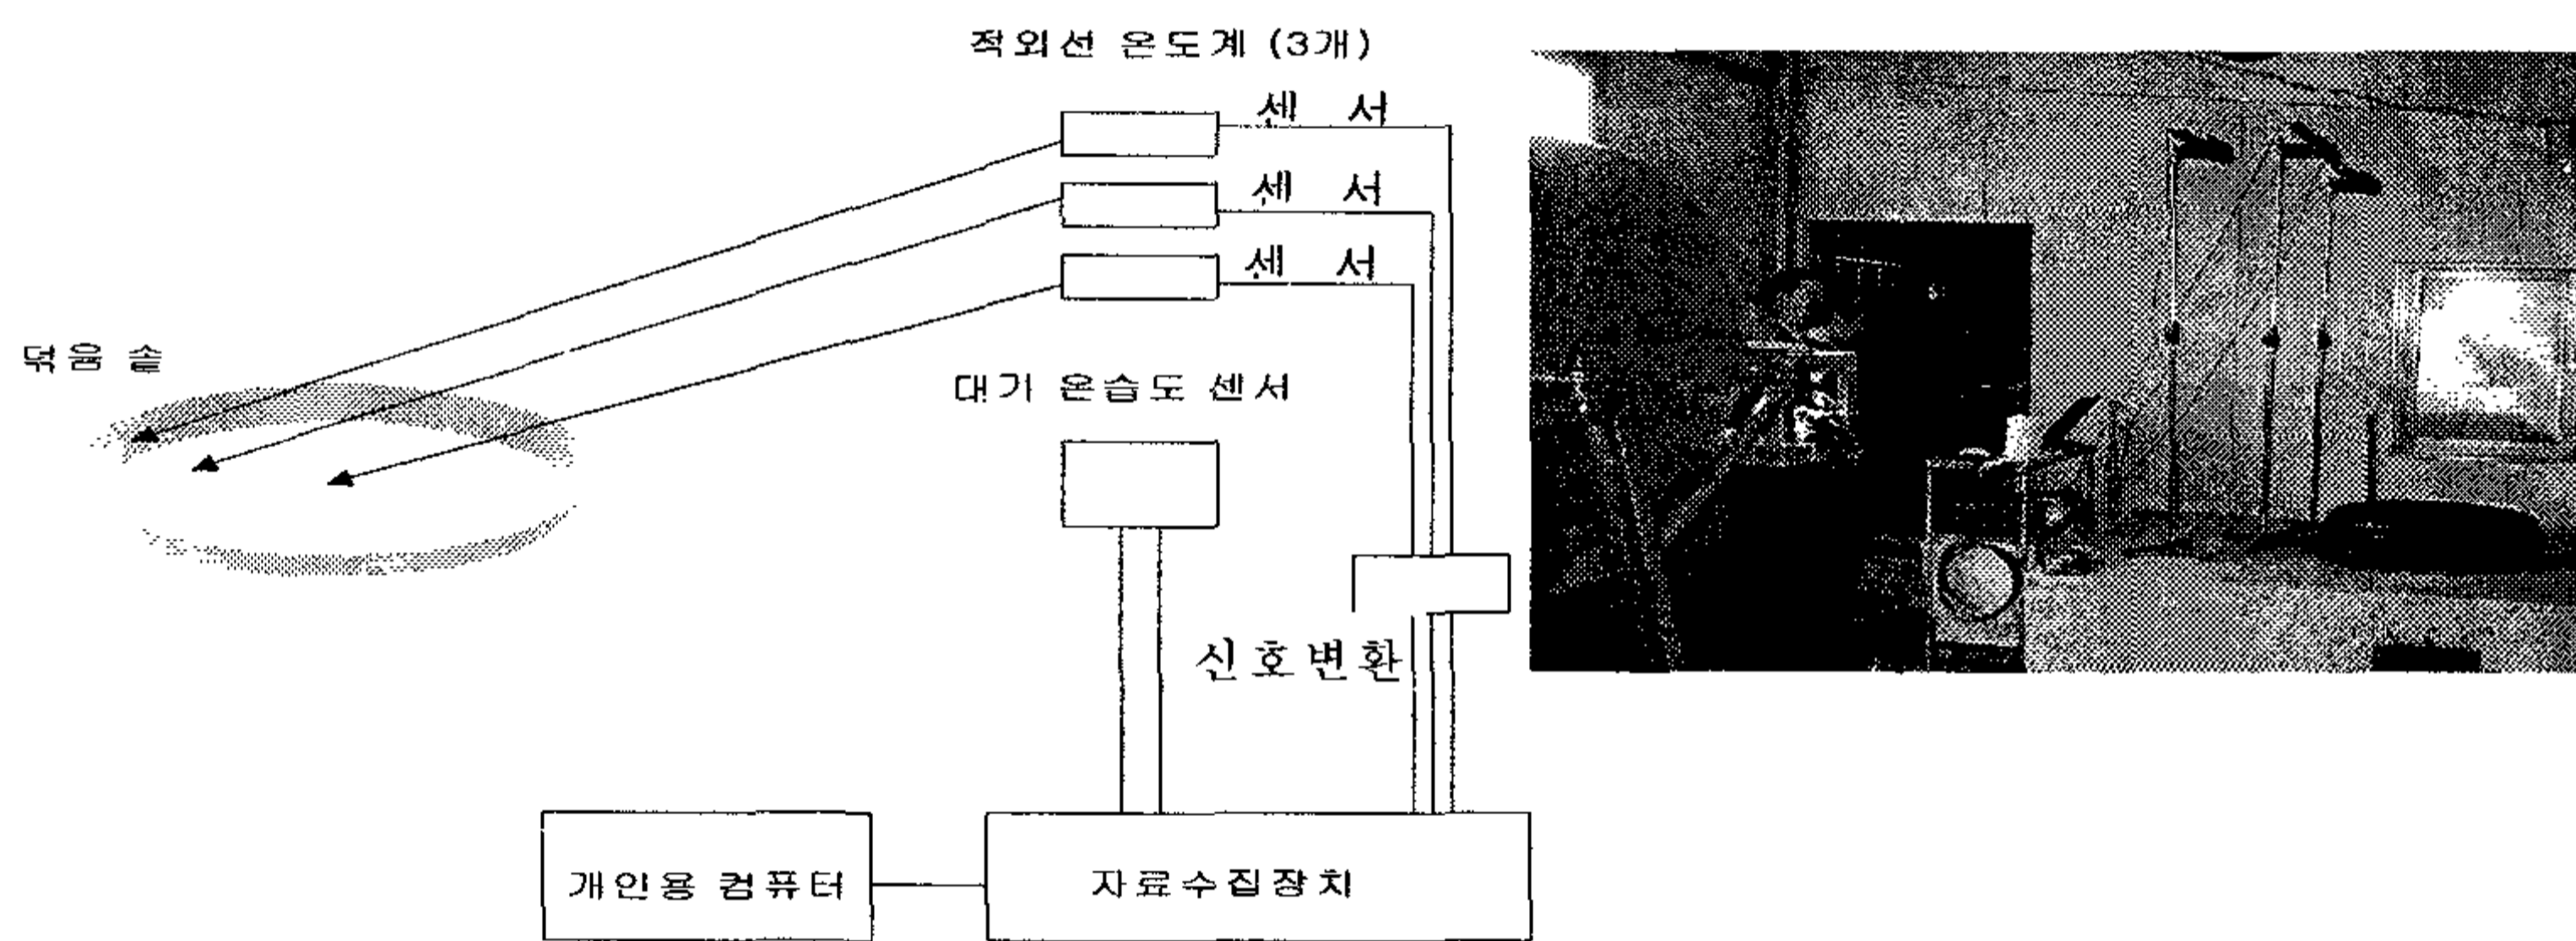 적외선 온도계 (3개)
센 서
센 서
센 서
덖음 솥
대기 온습도 센서
신호변환
개인용 컴퓨터
자료수집장치